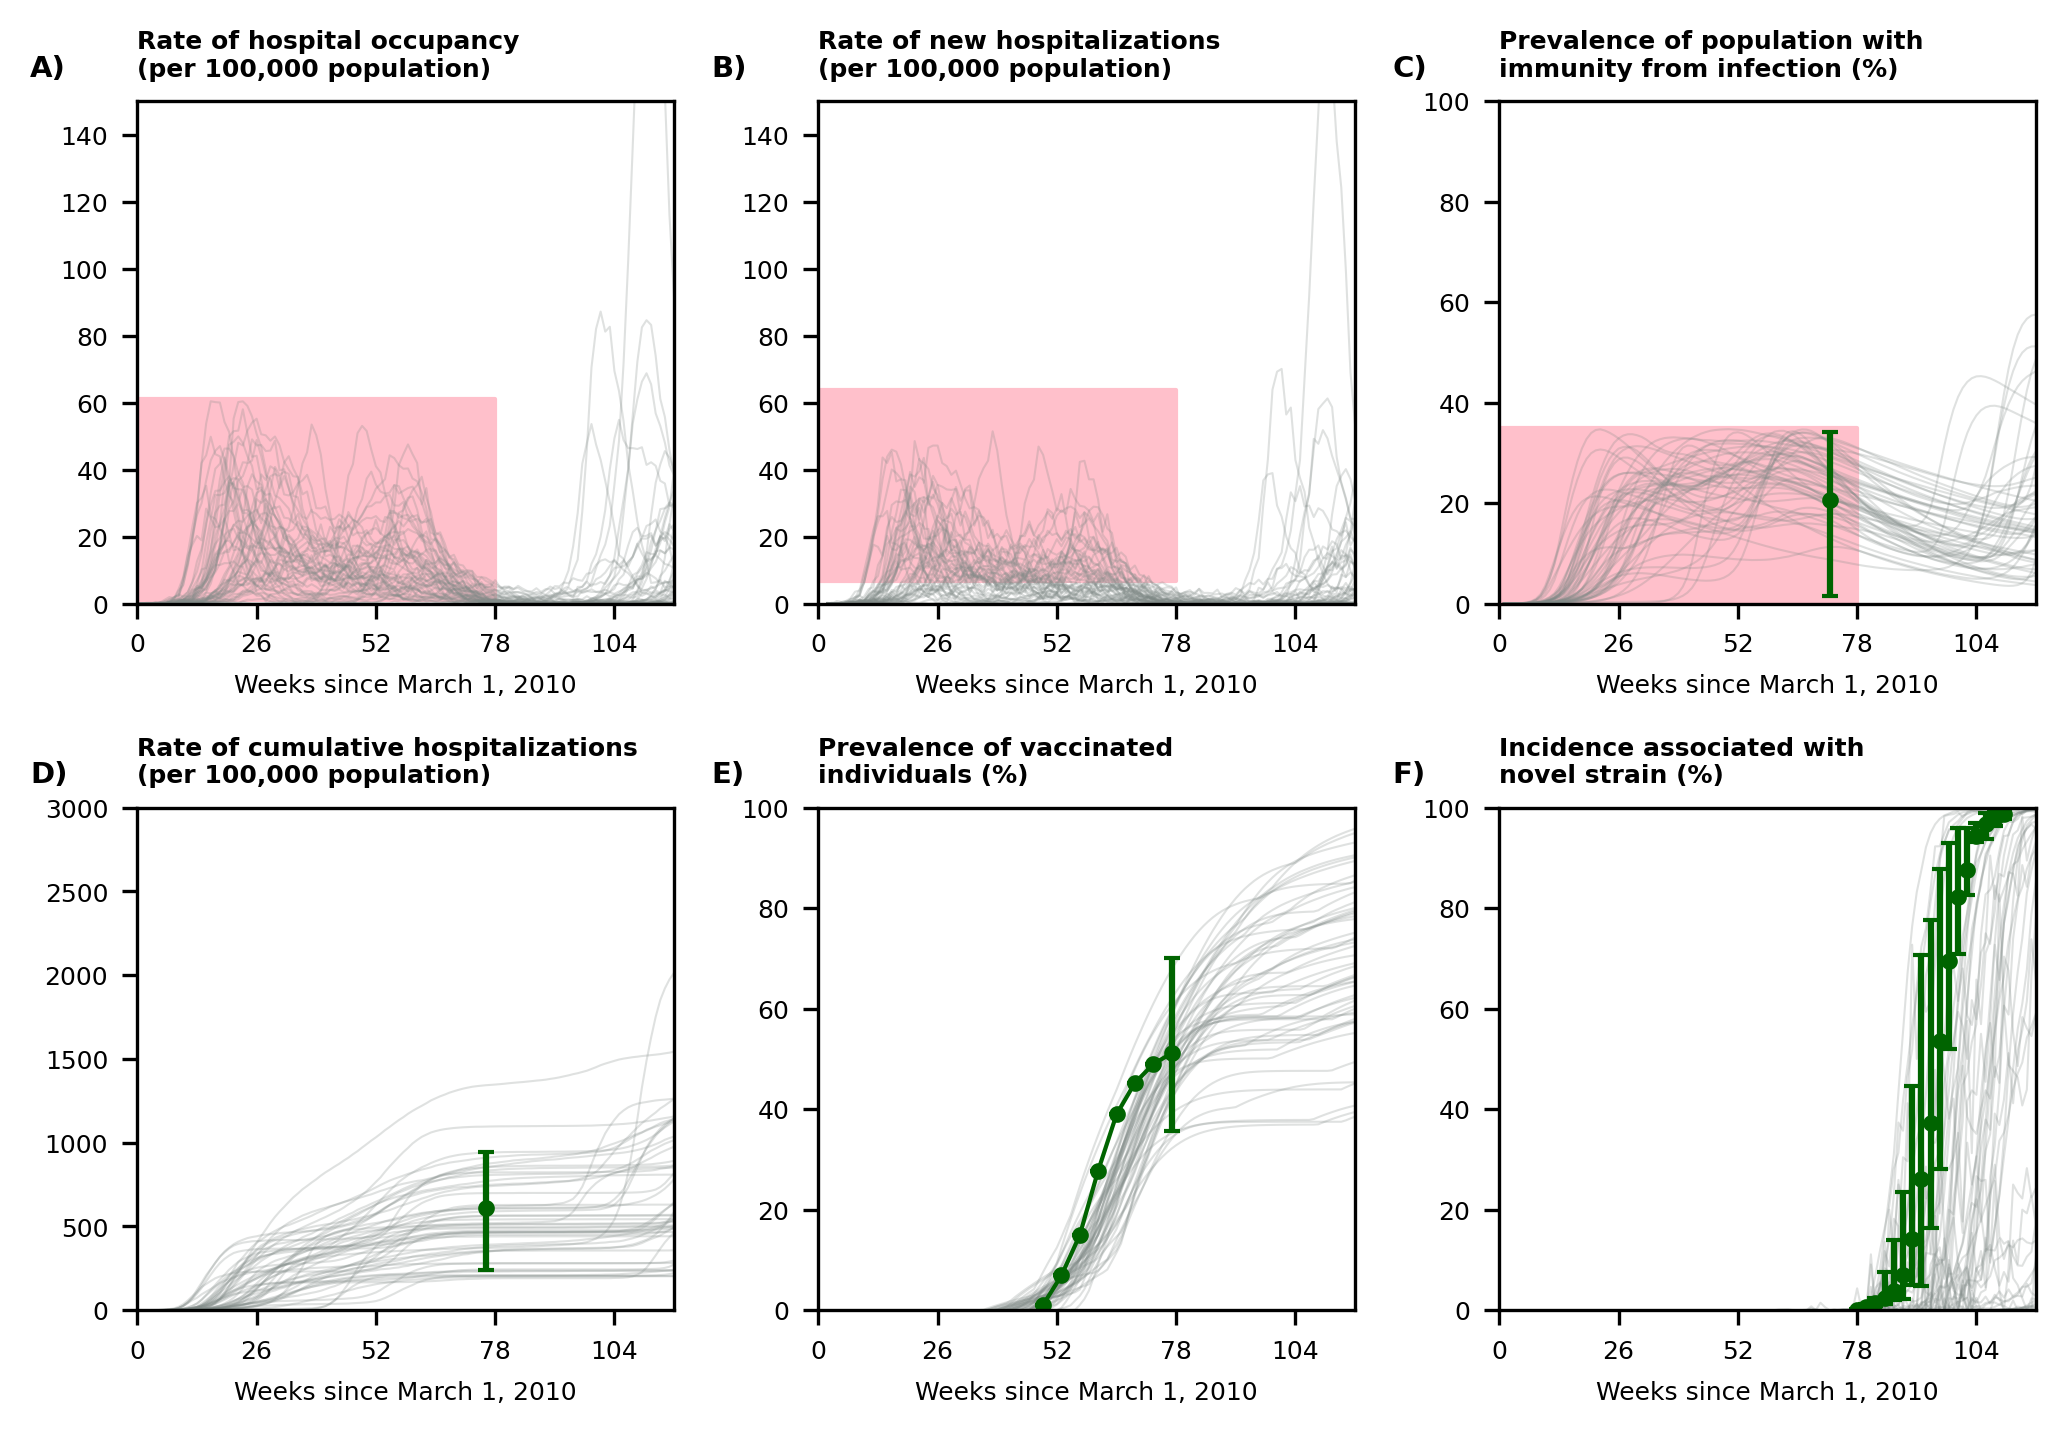 A)
Rate of hospital occupancy
(per 100,000 population)
140
120
100
80
60
40
20
0
0 26 52 78 104
Weeks since March 1, 2010
B)
Rate of new hospitalizations
(per 100,000 population)
140
120
100
80
60
40
20
0
0 26 52 78 104
Weeks since March 1, 2010
C)
Prevalence of population with
immunity from infection (%)
100
80
60
40
20
0
0 26 52 78 104
Weeks since March 1, 2010
D)
Rate of cumulative hospitalizations
(per 100,000 population)
3000
2500
2000
1500
1000
500
0
0 26 52 78 104
Weeks since March 1, 2010
E)
Prevalence of vaccinated
individuals (%)
100
80
60
40
20
0
0 26 52 78 104
Weeks since March 1, 2010
F)
Incidence associated with
novel strain (%)
100
80
60
40
20
0
0 26 52 78 104
Weeks since March 1, 2010